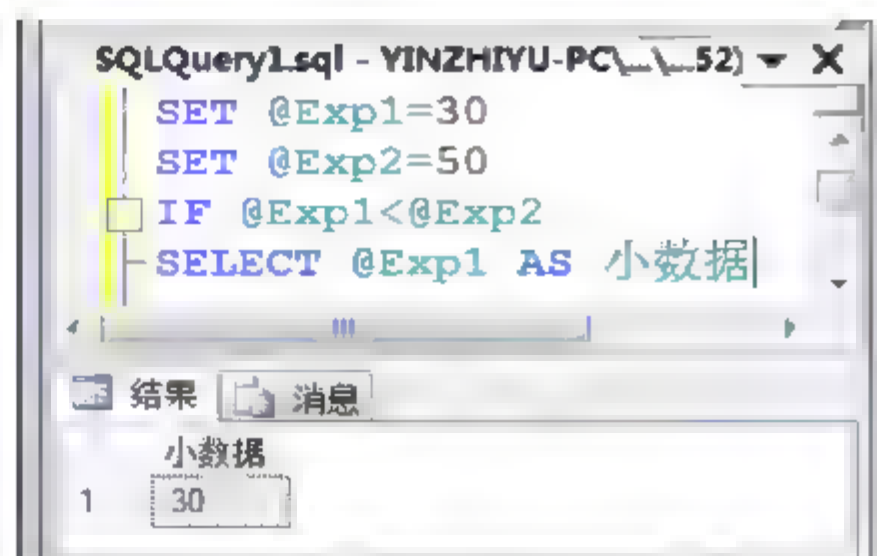 SQLQuery1.sql - YINZHIYU-PC\...\...52)
SET @Exp1=30
SET @Exp2=50
IF @Exp1<@Exp2
SELECT @Exp1 AS 小数据
结果 消息
小数据
1 30